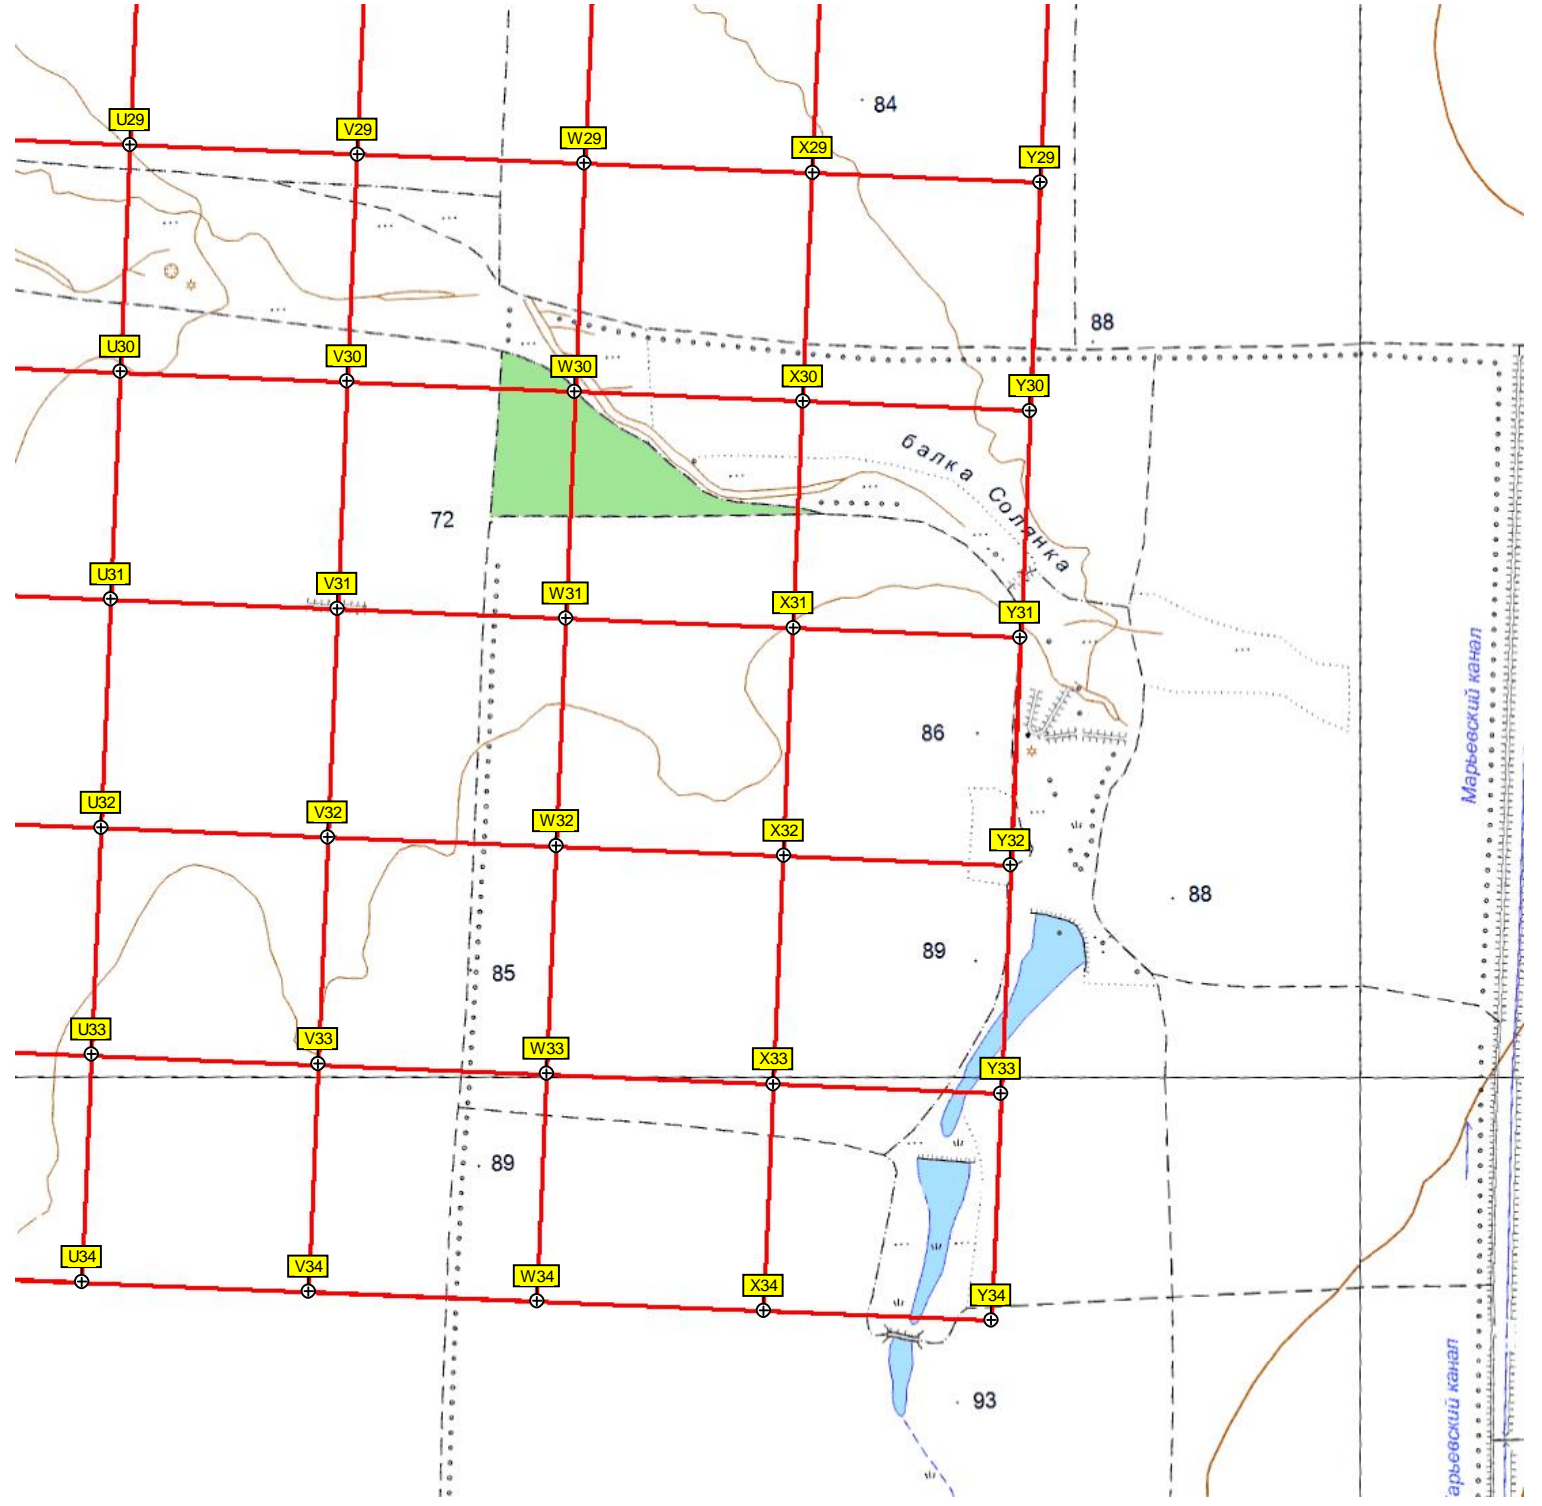 84
U29
V29
W29
X29
Y29
88
U30
V30
W30
X30
Y30
балка Солянка
72
U31
V31
W31
X31
Y31
Марьевский канал
86
U32
V32
W32
X32
Y32
88
89
85
U33
V33
W33
X33
Y33
89
U34
V34
W34
X34
Y34
93
арьевский канал